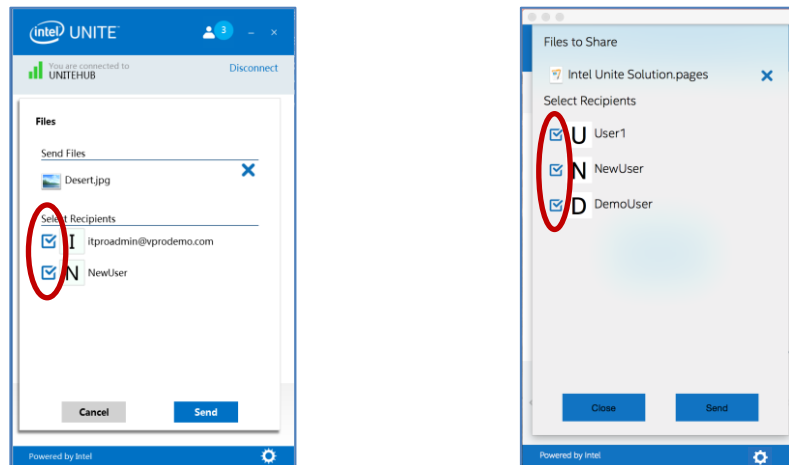 intel UNITE™ 3
You are connected to
UNITEHUB Disconnect
Files
Send Files
Desert.jpg
Select Recipients
I itproadmin@vprodemo.com
N NewUser
Cancel Send
Powered by Intel
Files to Share
Intel Unite Solution.pages
Select Recipients
U User1
N NewUser
D DemoUser
Close Send
Powered by Intel